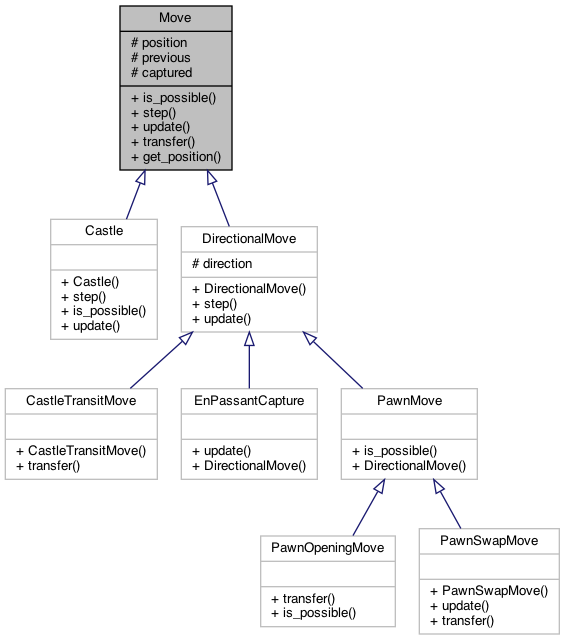 Move
# position
# previous
# captured
+ is_possible()
+ step()
+ update()
+ transfer()
+ get_position()
Castle
+ Castle()
+ step()
+ is_possible()
+ update()
DirectionalMove
# direction
+ DirectionalMove()
+ step()
+ update()
CastleTransitMove
+ CastleTransitMove()
+ transfer()
EnPassantCapture
+ update()
+ DirectionalMove()
PawnMove
+ is_possible()
+ DirectionalMove()
PawnOpeningMove
+ transfer()
+ is_possible()
PawnSwapMove
+ PawnSwapMove()
+ update()
+ transfer()